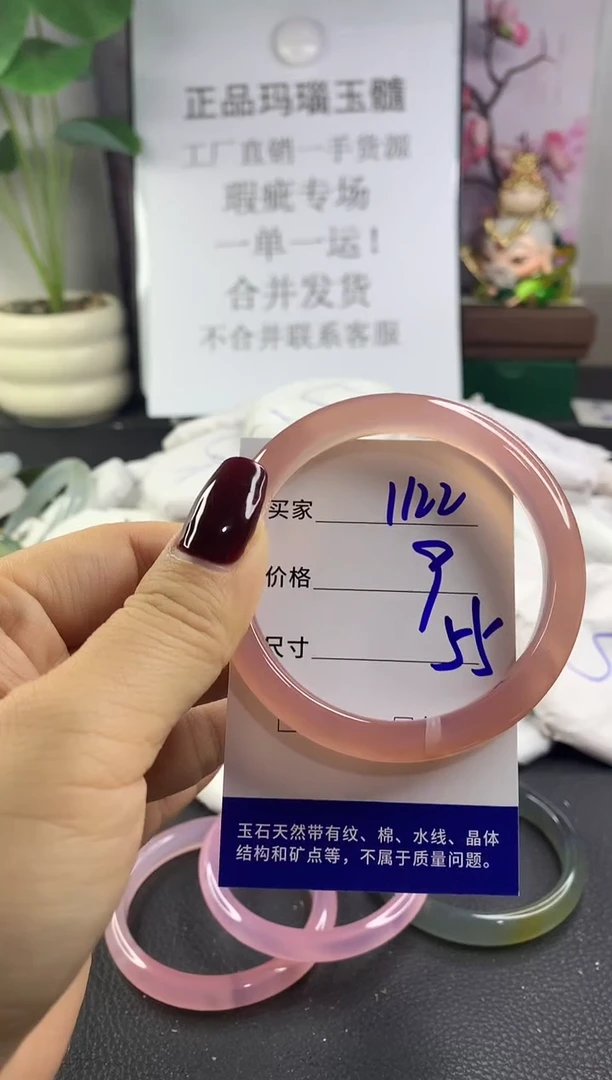 正品玛瑙玉髓
工厂直销一手货源
瑕疵专场
一单一运！
合并发货
不合并联系客服
买家 1122
价格 9
尺寸 55
玉石天然带有纹、棉、水线、晶体
结构和矿点等，不属于质量问题。